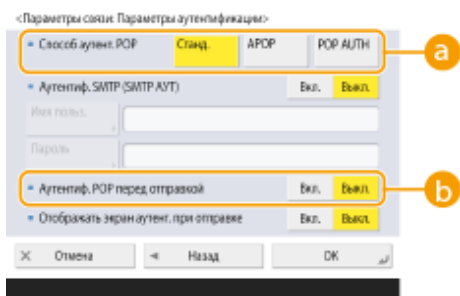 <Параметры связи: Параметры аутентификации>
Способ аутент. POP Станд. APOP POP AUTH
a
Аутентиф. SMTP (SMTP АУТ) Вкл. Выкл.
Имя польз.
Пароль
Аутентиф. POP перед отправкой Вкл. Выкл.
b
Отображать экран аутент. при отправке Вкл. Выкл.
Отмена Назад OK